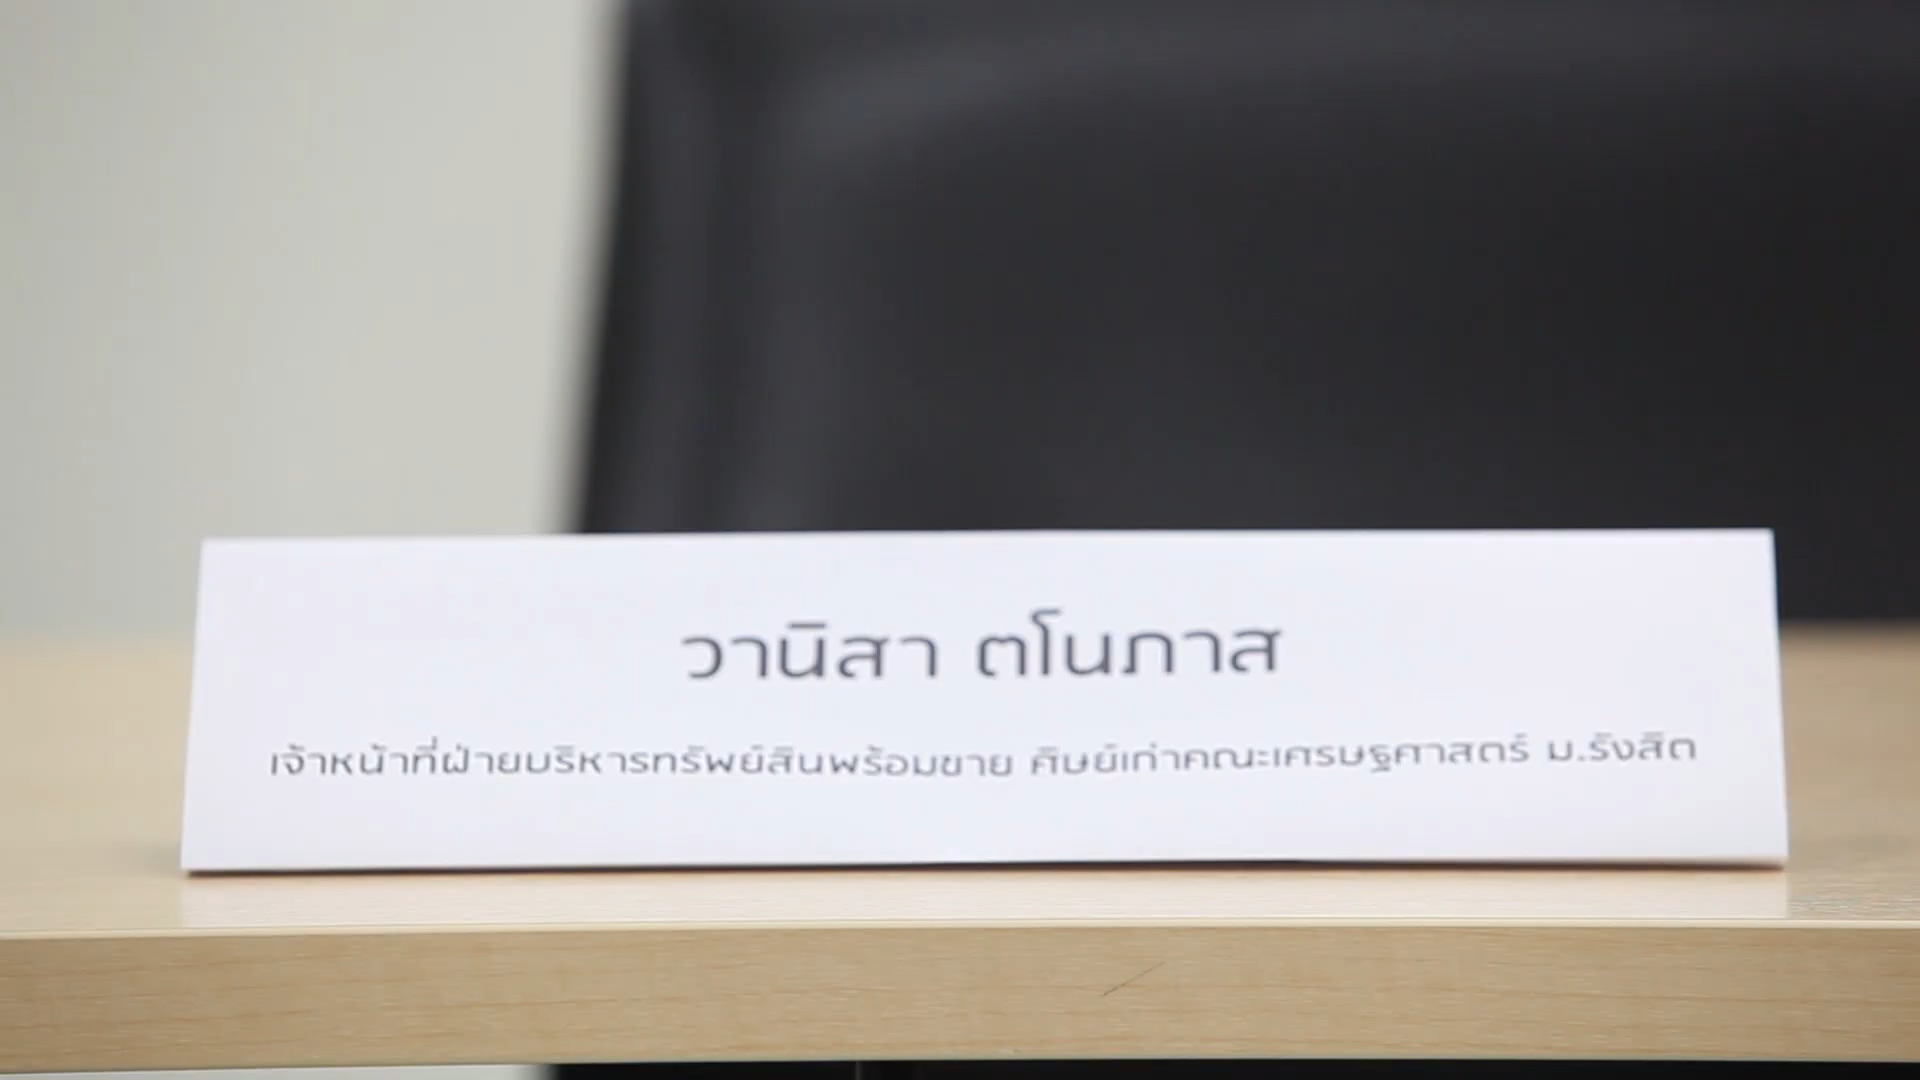 วานิสา ตโนภาส
เจ้าหน้าที่ฝ่ายบริหารทรัพย์สินพร้อมขาย ศิษย์เก่าคณะเศรษฐศาสตร์ ม.รังสิต